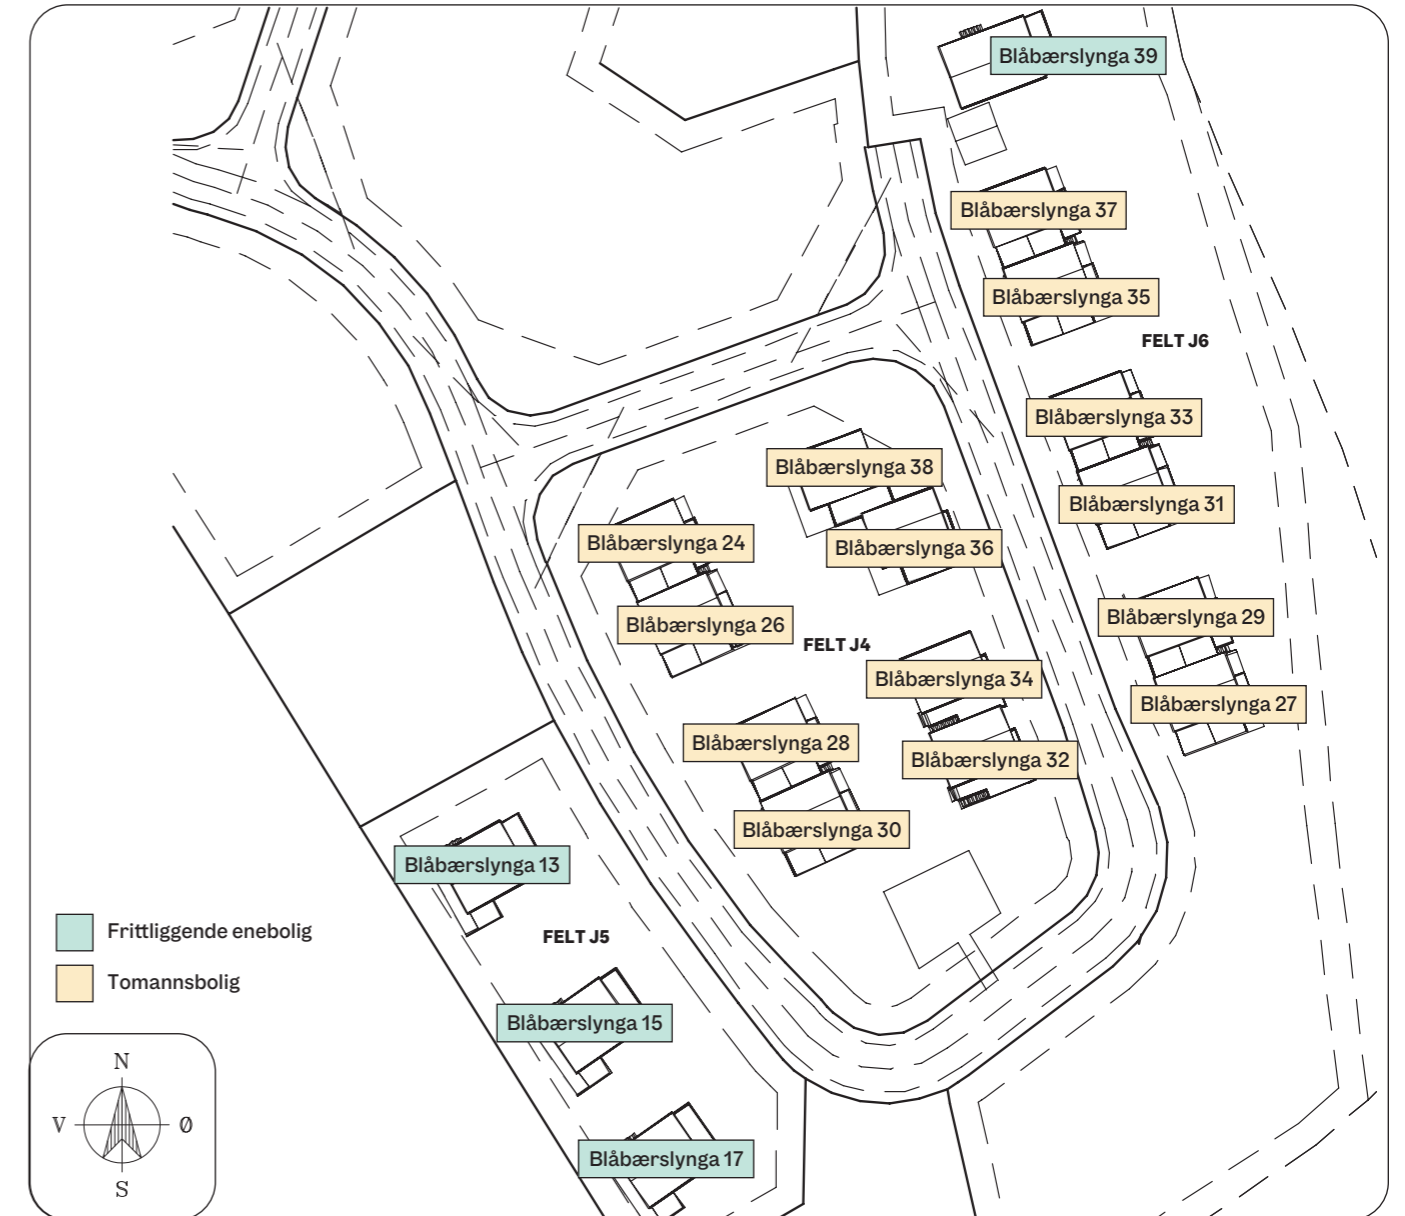 Blåbærslynga 39
Blåbærslynga 37
Blåbærslynga 35
FELT J6
Blåbærslynga 33
Blåbærslynga 38
Blåbærslynga 31
Blåbærslynga 24
Blåbærslynga 36
Blåbærslynga 29
Blåbærslynga 26
FELT J4
Blåbærslynga 34
Blåbærslynga 27
Blåbærslynga 28
Blåbærslynga 32
Blåbærslynga 30
Blåbærslynga 13
Frittliggende enebolig
FELT J5
Tomannsbolig
Blåbærslynga 15
N
V
Ø
S
Blåbærslynga 17